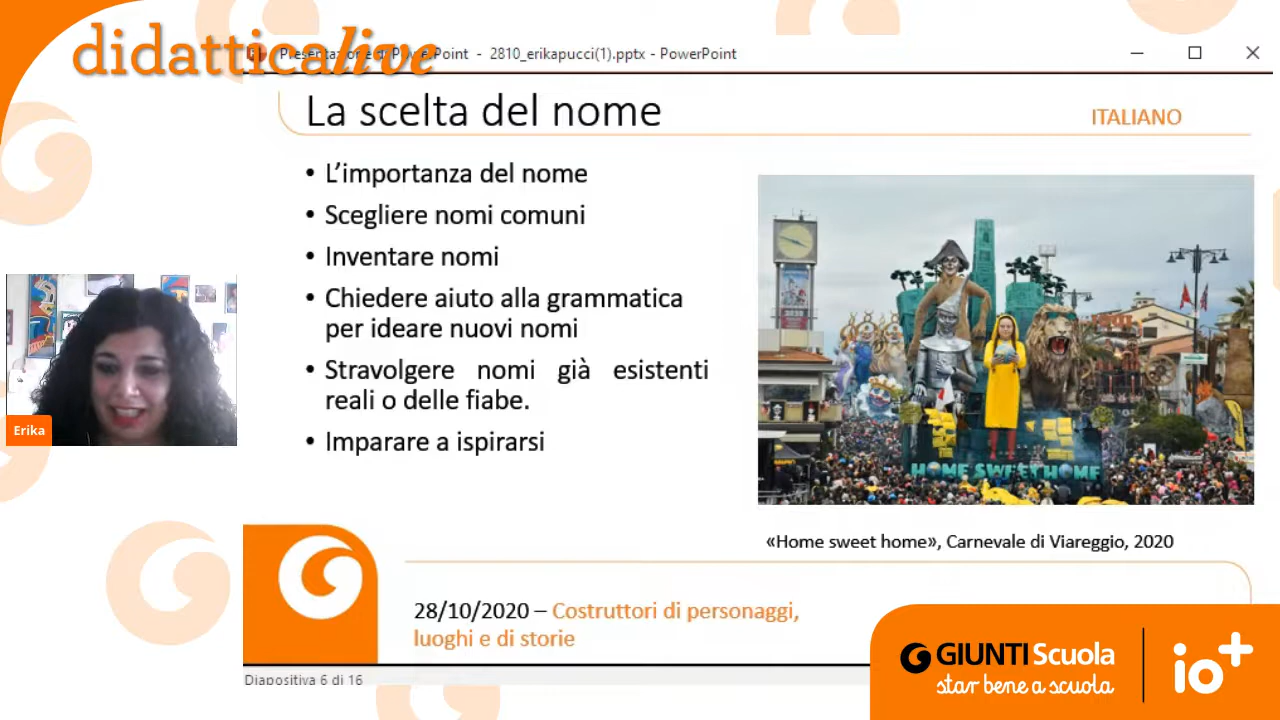 didatticalive
Presentazione di PowerPoint - 2810_erikapucci(1).pptx - PowerPoint
La scelta del nome
ITALIANO
• L’importanza del nome
• Scegliere nomi comuni
• Inventare nomi
• Chiedere aiuto alla grammatica
per ideare nuovi nomi
• Stravolgere nomi già esistenti
reali o delle fiabe.
• Imparare a ispirarsi
HOME SWEET HOME
«Home sweet home», Carnevale di Viareggio, 2020
Erika
28/10/2020 – Costruttori di personaggi,
luoghi e di storie
Diapositiva 6 di 16
GIUNTI Scuola
star bene a scuola
io+